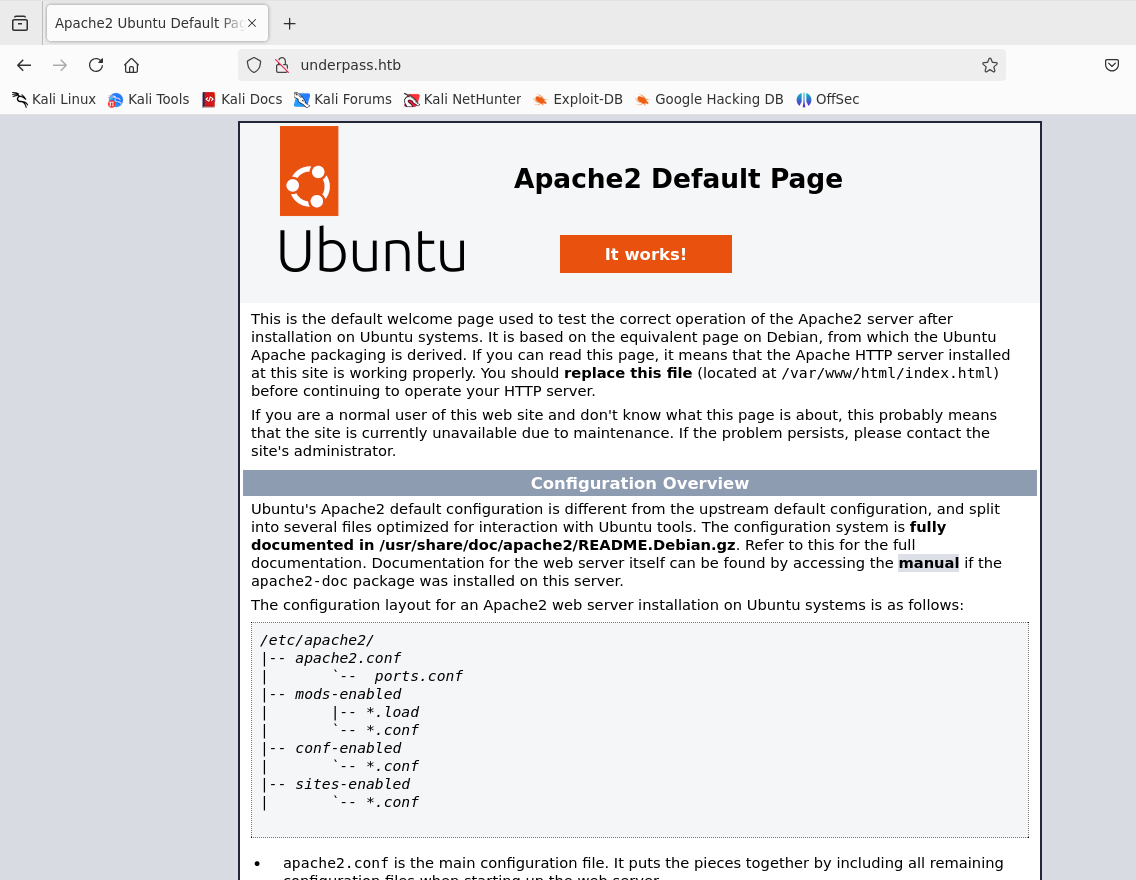 Apache2 Ubuntu Default Pag
underpass.htb
Kali Linux Kali Tools Kali Docs Kali Forums Kali NetHunter Exploit-DB Google Hacking DB OffSec
Apache2 Default Page
Ubuntu
It works!
This is the default welcome page used to test the correct operation of the Apache2 server after
installation on Ubuntu systems. It is based on the equivalent page on Debian, from which the Ubuntu
Apache packaging is derived. If you can read this page, it means that the Apache HTTP server installed
at this site is working properly. You should replace this file (located at /var/www/html/index.html)
before continuing to operate your HTTP server.
If you are a normal user of this web site and don't know what this page is about, this probably means
that the site is currently unavailable due to maintenance. If the problem persists, please contact the
site's administrator.
Configuration Overview
Ubuntu's Apache2 default configuration is different from the upstream default configuration, and split
into several files optimized for interaction with Ubuntu tools. The configuration system is fully
documented in /usr/share/doc/apache2/README.Debian.gz. Refer to this for the full
documentation. Documentation for the web server itself can be found by accessing the manual if the
apache2-doc package was installed on this server.
The configuration layout for an Apache2 web server installation on Ubuntu systems is as follows:
/etc/apache2/
|-- apache2.conf
|       `--  ports.conf
|-- mods-enabled
|       |-- *.load
|       `-- *.conf
|-- conf-enabled
|       `-- *.conf
|-- sites-enabled
|       `-- *.conf
• apache2.conf is the main configuration file. It puts the pieces together by including all remaining
configuration files when starting up the web server.